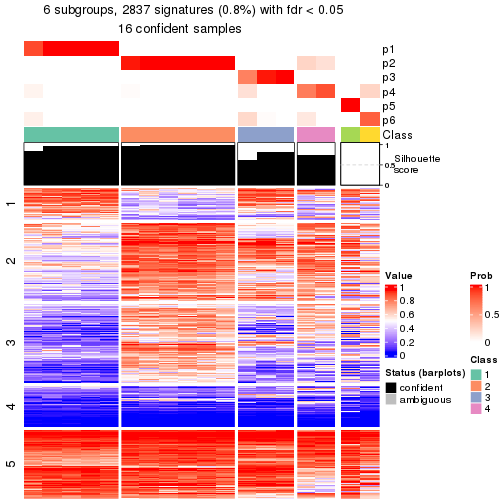 6 subgroups, 2837 signatures (0.8%) with fdr < 0.05
16 confident samples
p1
p2
p3
p4
p5
p6
Class
1
0.5
0
Silhouette
score
1
2
3
4
5
Value
1
0.8
0.6
0.4
0.2
0
Status (barplots)
confident
ambiguous
Prob
1
0.5
0
Class
1
2
3
4